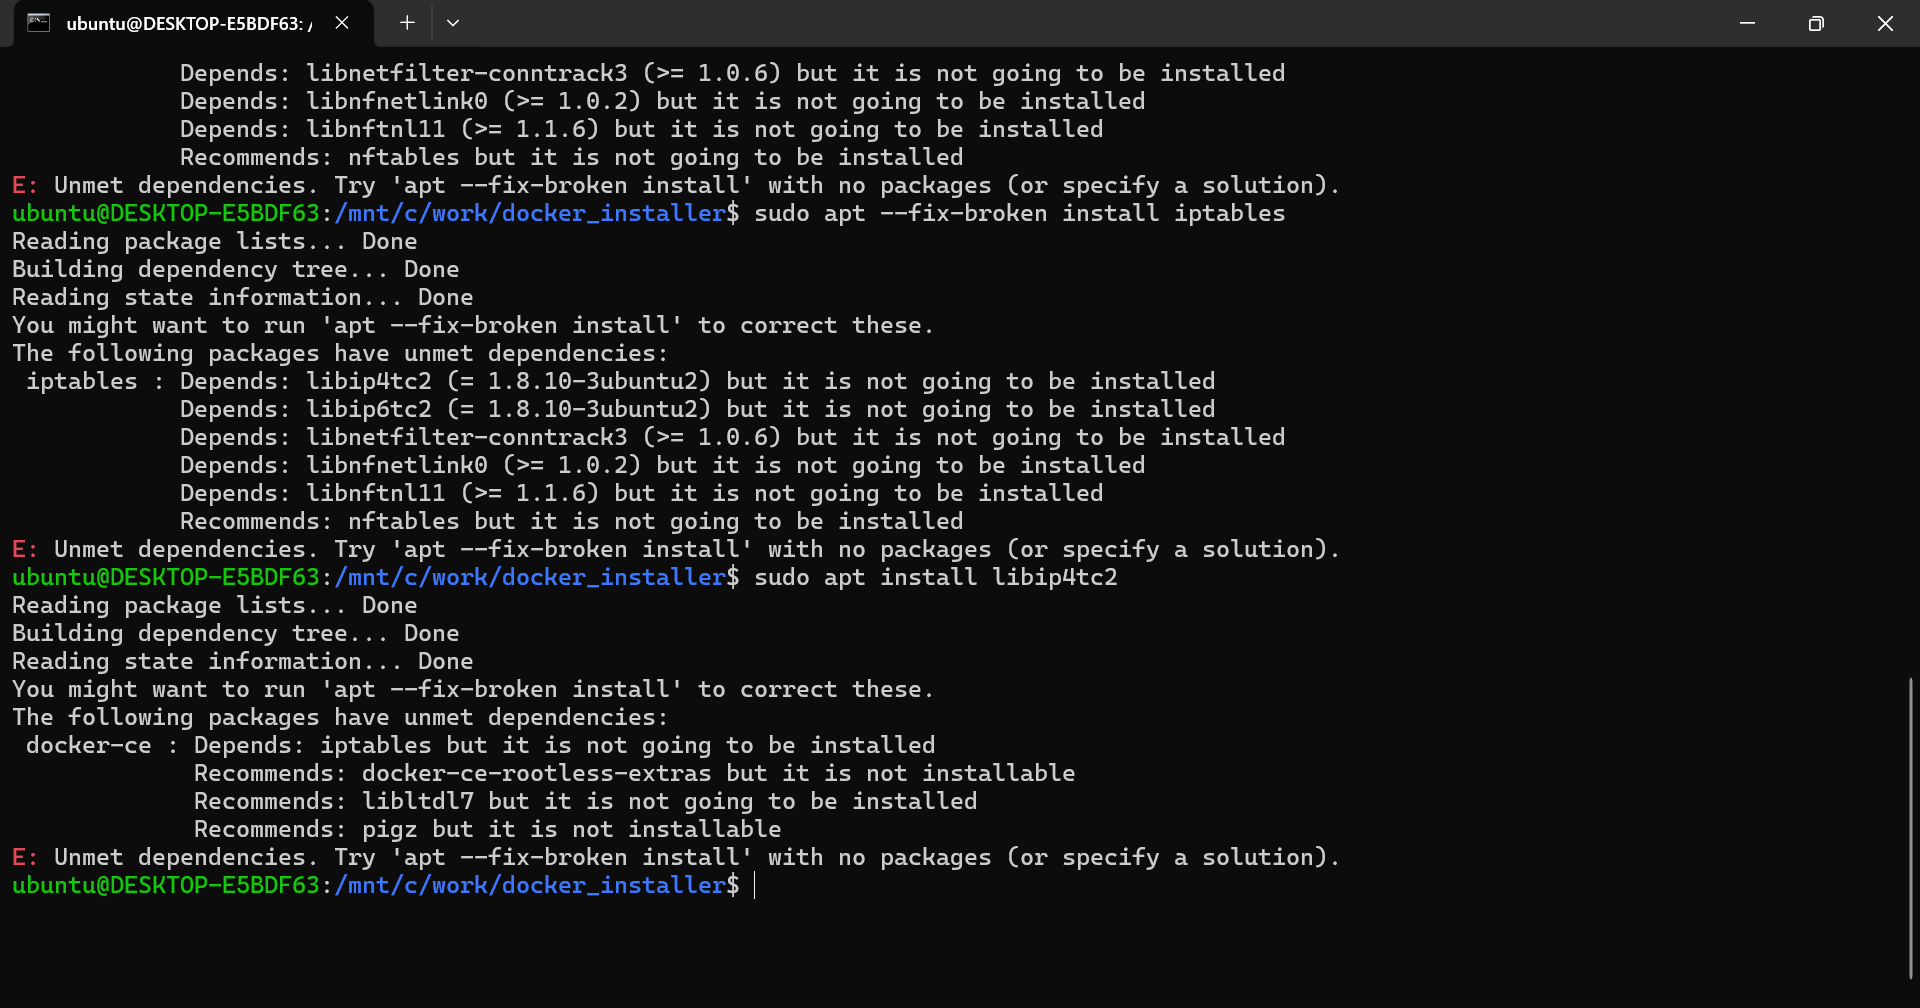 ubuntu@DESKTOP-E5BDF63: /
Depends: libnetfilter-conntrack3 (>= 1.0.6) but it is not going to be installed
Depends: libnfnetlink0 (>= 1.0.2) but it is not going to be installed
Depends: libnftnl11 (>= 1.1.6) but it is not going to be installed
Recommends: nftables but it is not going to be installed
E: Unmet dependencies. Try 'apt --fix-broken install' with no packages (or specify a solution).
ubuntu@DESKTOP-E5BDF63:/mnt/c/work/docker_installer$ sudo apt --fix-broken install iptables
Reading package lists... Done
Building dependency tree... Done
Reading state information... Done
You might want to run 'apt --fix-broken install' to correct these.
The following packages have unmet dependencies:
iptables : Depends: libip4tc2 (= 1.8.10-3ubuntu2) but it is not going to be installed
Depends: libip6tc2 (= 1.8.10-3ubuntu2) but it is not going to be installed
Depends: libnetfilter-conntrack3 (>= 1.0.6) but it is not going to be installed
Depends: libnfnetlink0 (>= 1.0.2) but it is not going to be installed
Depends: libnftnl11 (>= 1.1.6) but it is not going to be installed
Recommends: nftables but it is not going to be installed
E: Unmet dependencies. Try 'apt --fix-broken install' with no packages (or specify a solution).
ubuntu@DESKTOP-E5BDF63:/mnt/c/work/docker_installer$ sudo apt install libip4tc2
Reading package lists... Done
Building dependency tree... Done
Reading state information... Done
You might want to run 'apt --fix-broken install' to correct these.
The following packages have unmet dependencies:
docker-ce : Depends: iptables but it is not going to be installed
Recommends: docker-ce-rootless-extras but it is not installable
Recommends: libltdl7 but it is not going to be installed
Recommends: pigz but it is not installable
E: Unmet dependencies. Try 'apt --fix-broken install' with no packages (or specify a solution).
ubuntu@DESKTOP-E5BDF63:/mnt/c/work/docker_installer$